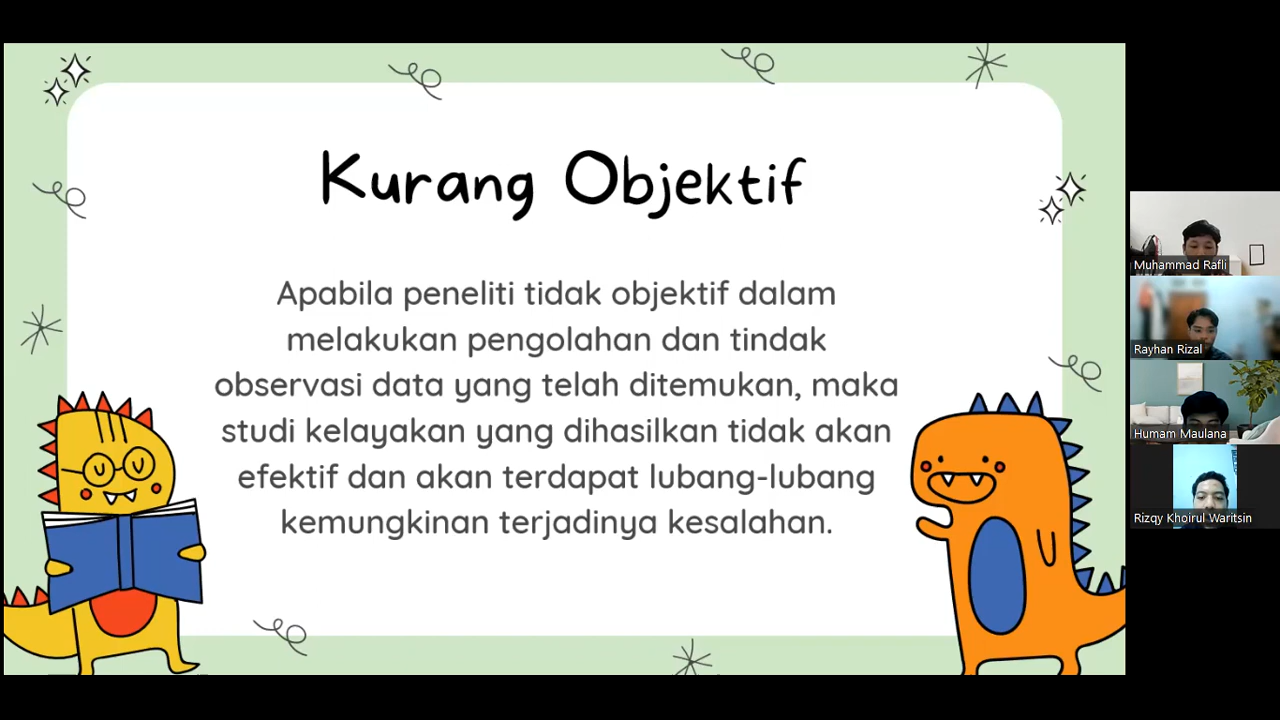 Kurang Objektif
Apabila peneliti tidak objektif dalam
melakukan pengolahan dan tindak
observasi data yang telah ditemukan, maka
studi kelayakan yang dihasilkan tidak akan
efektif dan akan terdapat lubang-lubang
kemungkinan terjadinya kesalahan.
Muhammad Rafli
Rayhan Rizal
Humam Maulana
Rizqy Khoirul Waritsin